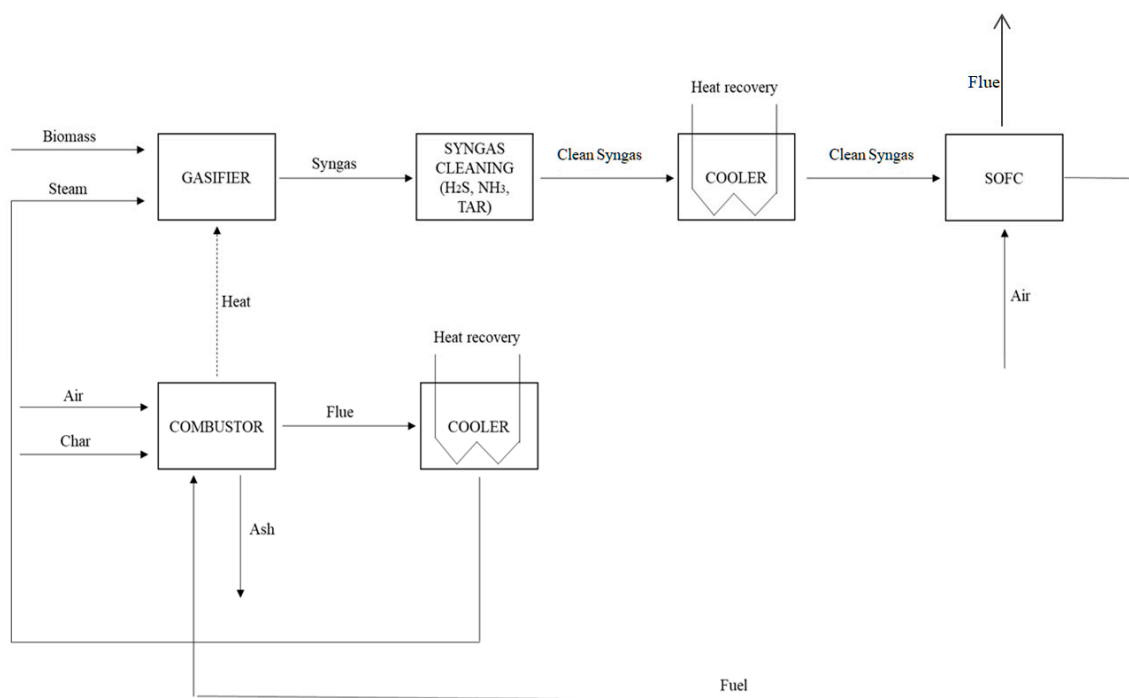 Flue
Heat recovery
Biomass
Steam
GASIFIER
Syngas
SYNGAS
CLEANING
(H2S, NH3,
TAR)
Clean Syngas
COOLER
Clean Syngas
SOFC
Heat
Air
Heat recovery
Air
Char
COMBUSTOR
Flue
COOLER
Ash
Fuel